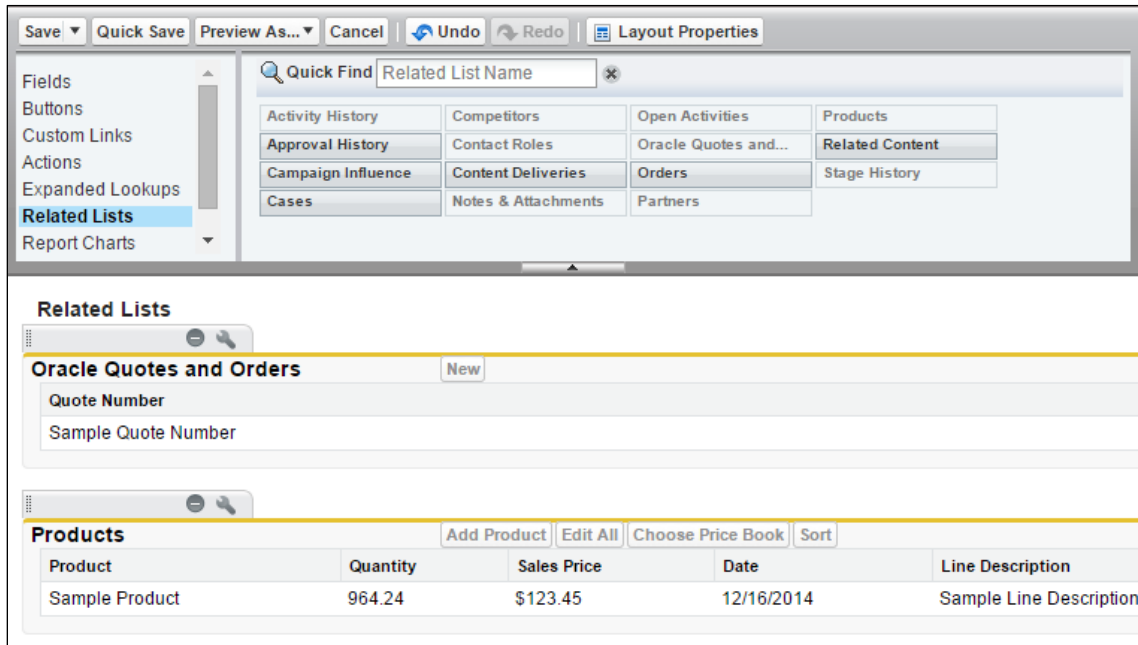 Save Quick Save Preview As... Cancel Undo Redo Layout Properties
Fields
Buttons
Custom Links
Actions
Expanded Lookups
Related Lists
Report Charts
Quick Find Related List Name
Activity History Competitors Open Activities Products
Approval History Contact Roles Oracle Quotes and... Related Content
Campaign Influence Content Deliveries Orders Stage History
Cases Notes & Attachments Partners
Related Lists
Oracle Quotes and Orders New
Quote Number
Sample Quote Number
Products Add Product Edit All Choose Price Book Sort
Product Quantity Sales Price Date Line Description
Sample Product 964.24 $123.45 12/16/2014 Sample Line Description